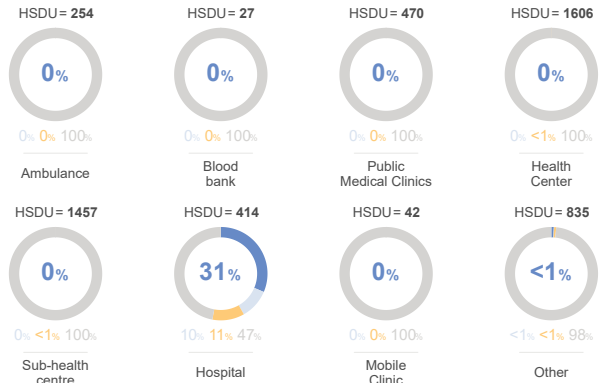 HSDU= 254 HSDU= 27 HSDU= 470 HSDU= 1606
0% 0% 0% 0%
0% 0% 100% 0% 0% 100% 0% 0% 100% 0% <1% 100%
Ambulance Blood bank Public Medical Clinics Health Center
HSDU= 1457 HSDU= 414 HSDU= 42 HSDU= 835
0% 31% 0% <1%
0% <1% 100% 10% 11% 47% 0% 0% 100% <1% <1% 98%
Sub-health centre Hospital Mobile Clinic Other